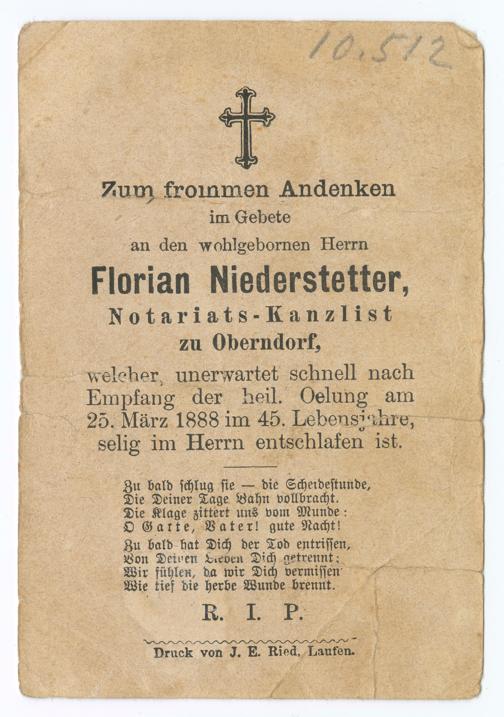 10.512
Zum frommen Andenken
im Gebete
an den wohlgebornen Herrn
Florian Niederstetter,
Notariats-Kanzlist
zu Oberndorf,
welcher, unerwartet schnell nach
Empfang der heil. Oelung am
25. März 1888 im 45. Lebensjahre,
selig im Herrn entschlafen ist.
Zu bald schlug sie — die Scheidestunde,
Die Deiner Tage Bahn vollbracht.
Die Klage zittert uns vom Munde:
O Gatte, Vater! gute Nacht!
Zu bald hat Dich der Tod entrissen,
Von Deinen Lieben Dich getrennt;
Wir fühlen, da wir Dich vermissen
Wie tief die herbe Wunde brennt.
R. I. P.
Druck von J. E. Ried, Laufen.